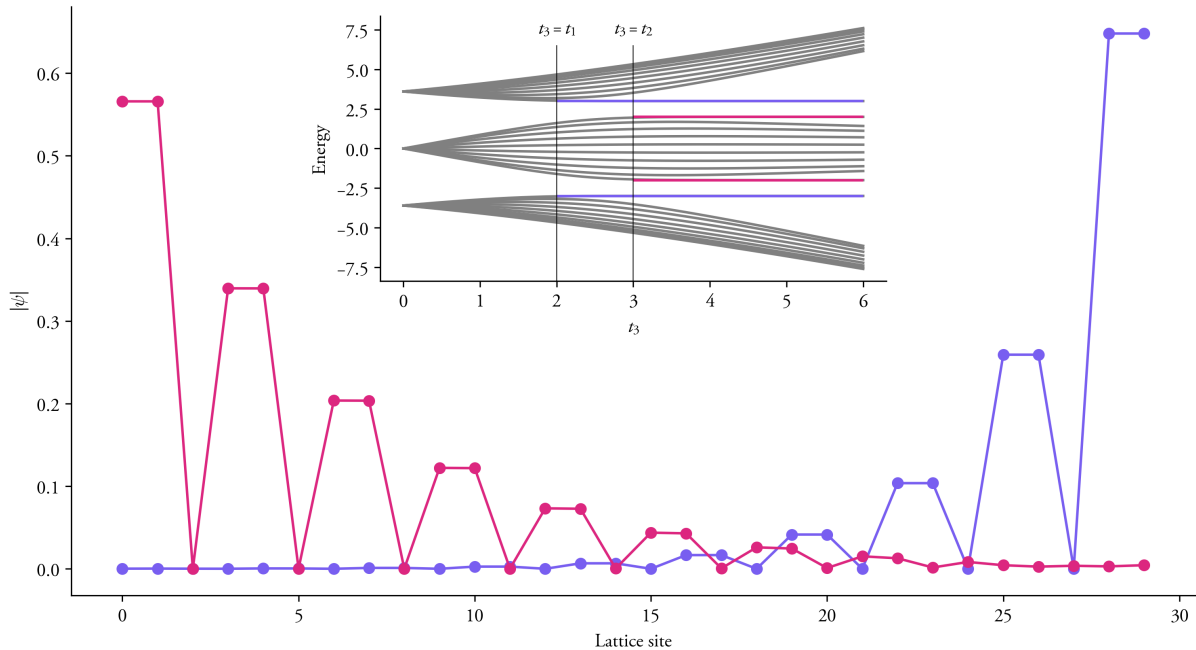 t₃ = t₁ t₃ = t₂
7.5
5.0
2.5
0.0
−2.5
−5.0
−7.5
Energy
0 1 2 3 4 5 6
t₃
0.6
0.5
0.4
0.3
0.2
0.1
0.0
|ψ|
0 5 10 15 20 25 30
Lattice site